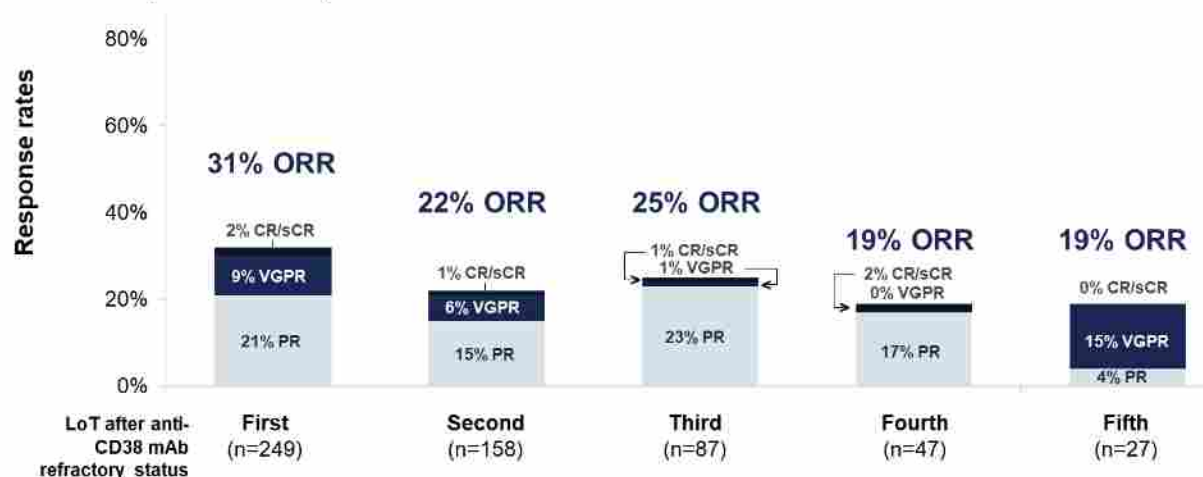 Response rates
80%
60%
40%
20%
0%
31% ORR
2% CR/sCR
9% VGPR
21% PR
22% ORR
1% CR/sCR
6% VGPR
15% PR
25% ORR
1% CR/sCR
1% VGPR
23% PR
19% ORR
2% CR/sCR
0% VGPR
17% PR
19% ORR
0% CR/sCR
15% VGPR
4% PR
LoT after anti-
CD38 mAb
refractory status
First
(n=249)
Second
(n=158)
Third
(n=87)
Fourth
(n=47)
Fifth
(n=27)